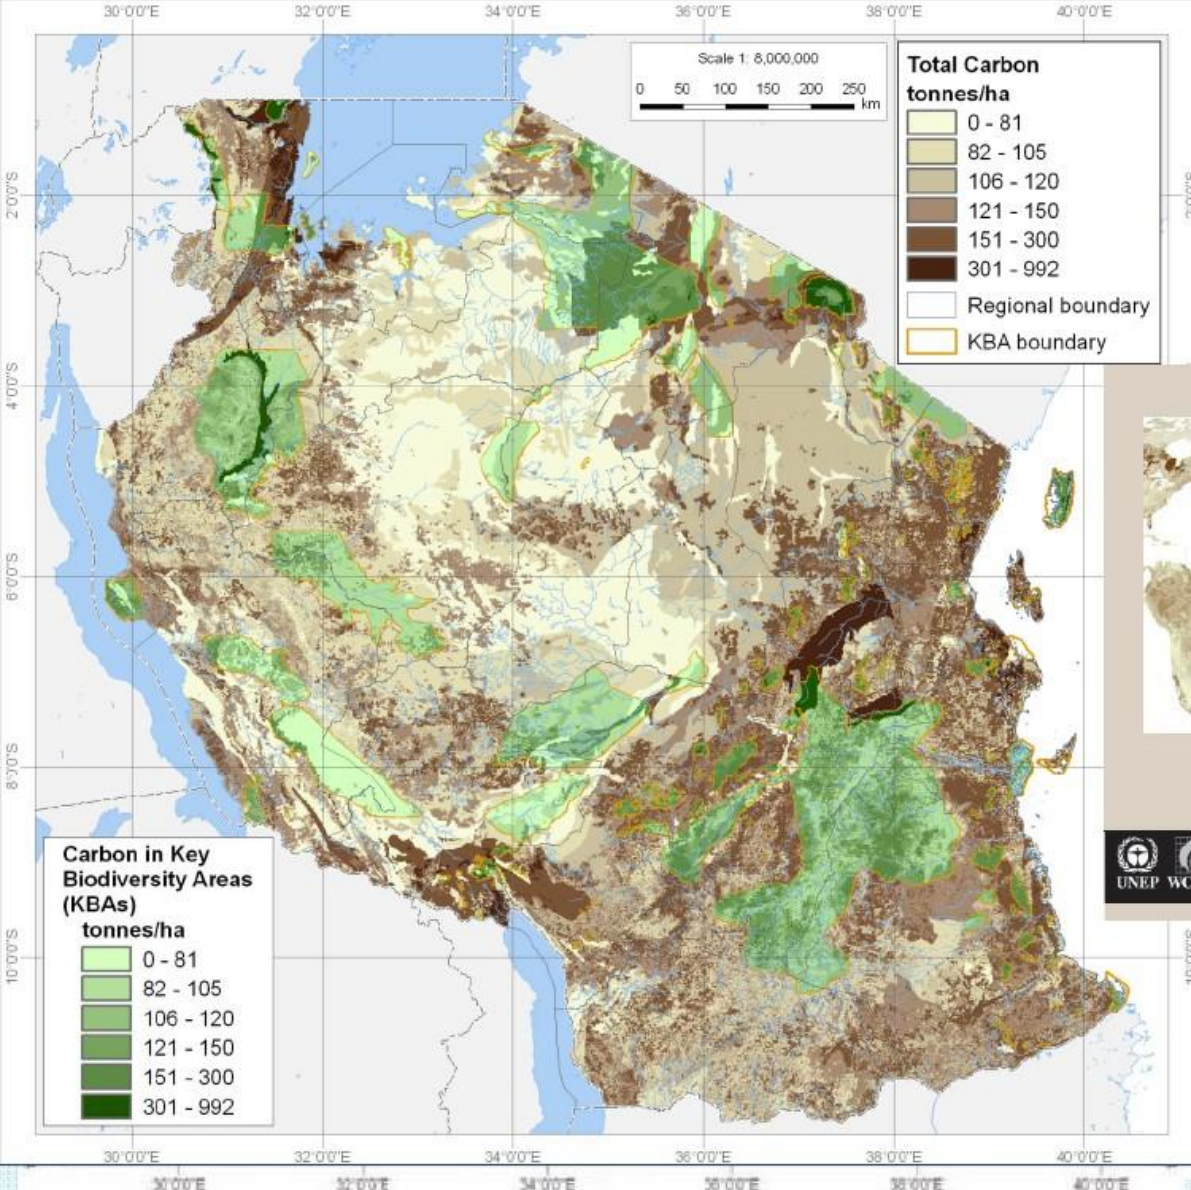 30°0'0"E 32°0'0"E 34°0'0"E 36°0'0"E 38°0'0"E 40°0'0"E
Scale 1: 8,000,000
0 50 100 150 200 250
km
Total Carbon
tonnes/ha
0 - 81
82 - 105
106 - 120
121 - 150
151 - 300
301 - 992
Regional boundary
KBA boundary
2°0'0"S
4°0'0"S
6°0'0"S
8°0'0"S
10°0'0"S
Carbon in Key
Biodiversity Areas
(KBAs)
tonnes/ha
0 - 81
82 - 105
106 - 120
121 - 150
151 - 300
301 - 992
UNEP WC
30°0'0"E 32°0'0"E 34°0'0"E 36°0'0"E 38°0'0"E 40°0'0"E